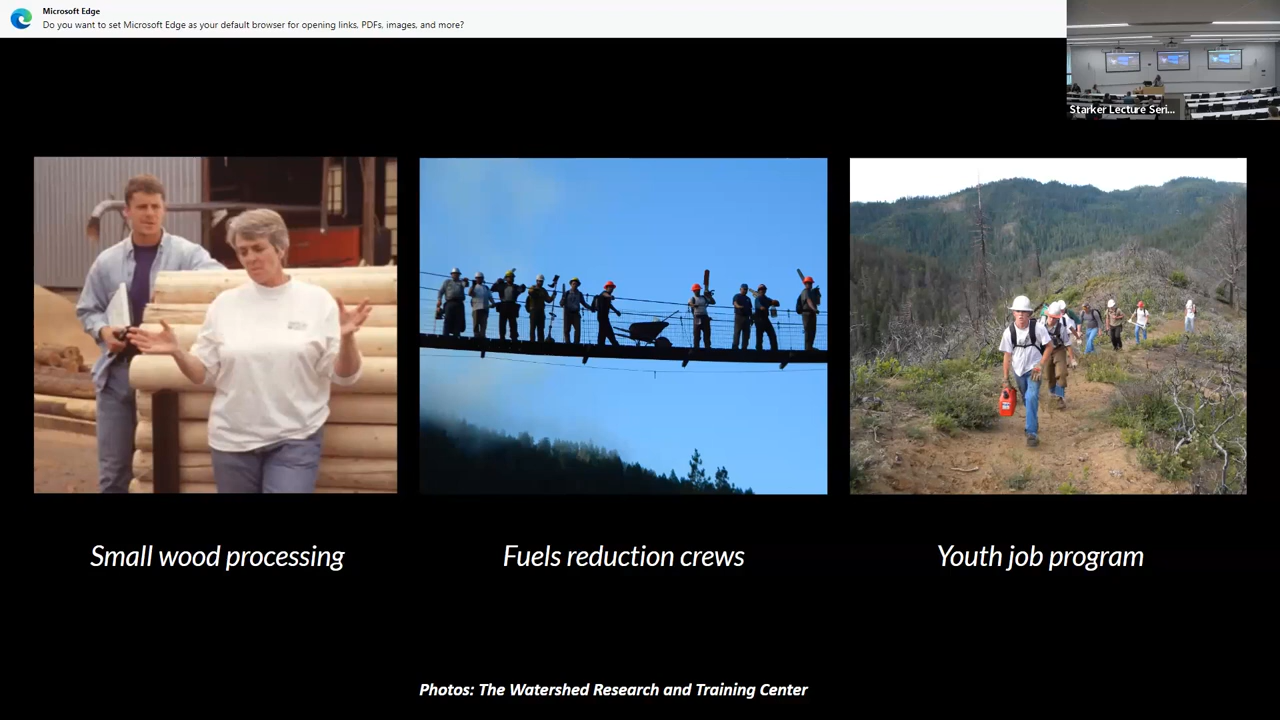 Microsoft Edge
Do you want to set Microsoft Edge as your default browser for opening links, PDFs, images, and more?
Starker Lecture Seri...
Small wood processing
Fuels reduction crews
Youth job program
Photos: The Watershed Research and Training Center